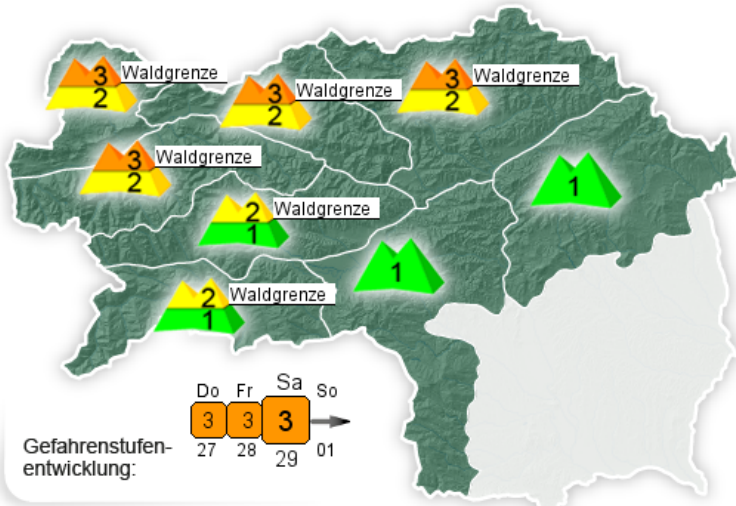 3 Waldgrenze
2
3 Waldgrenze
2
3 Waldgrenze
2
3 Waldgrenze
2
1
2 Waldgrenze
1
1
2 Waldgrenze
1
Do Fr Sa So
3 3 3
27 28 29 01
Gefahrenstufen-
entwicklung: